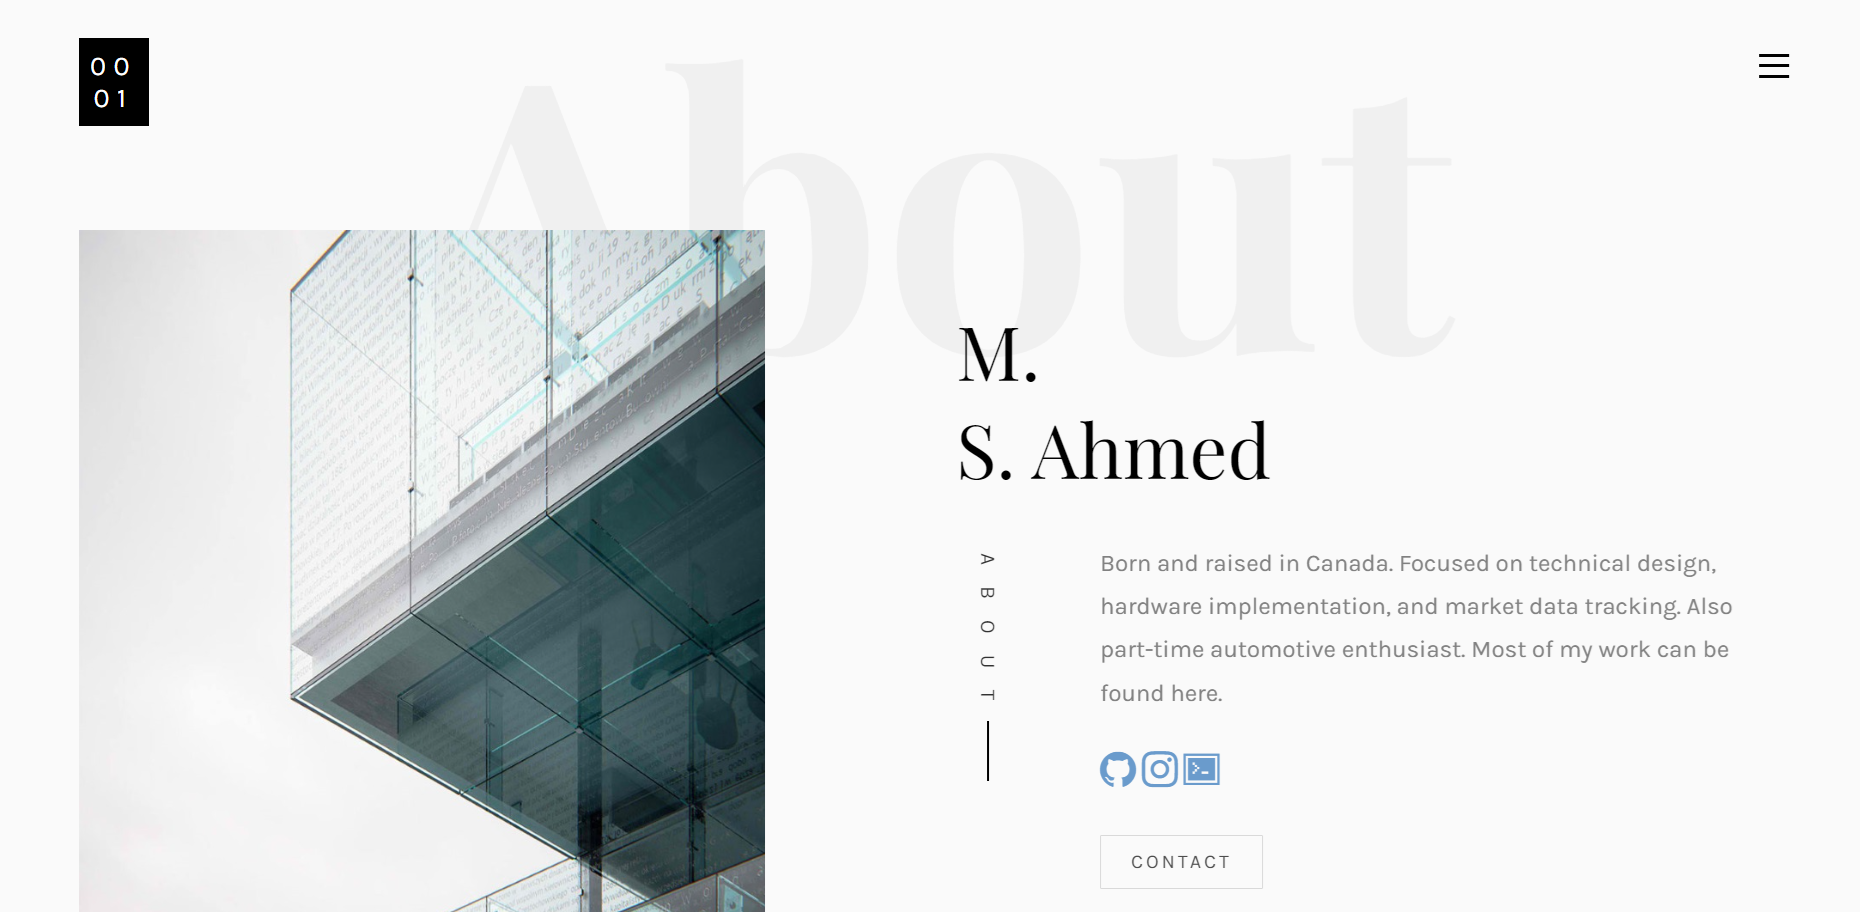 00
01
About
M.
S. Ahmed
ABOUT
Born and raised in Canada. Focused on technical design,
hardware implementation, and market data tracking. Also
part-time automotive enthusiast. Most of my work can be
found here.
CONTACT